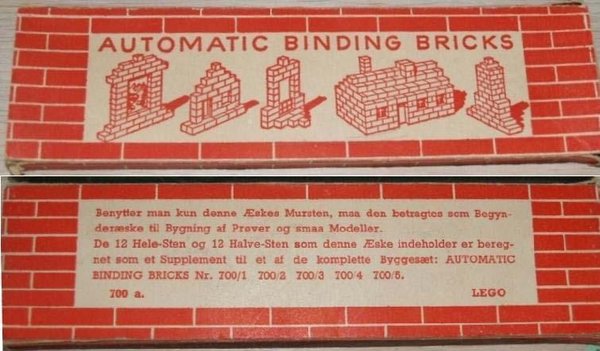 AUTOMATIC BINDING BRICKS
Benytter man kun denne Æskes Mursten, maa den betragtes som Begyn-
deræske til Bygning af Prøver og smaa Modeller.
De 12 Hele-Sten og 12 Halve-Sten som denne Æske indeholder er bereg-
net som et Supplement til et af de komplette Byggesæt: AUTOMATIC
BINDING BRICKS Nr. 700/1 700/2 700/3 700/4 700/5.
700 a. LEGO